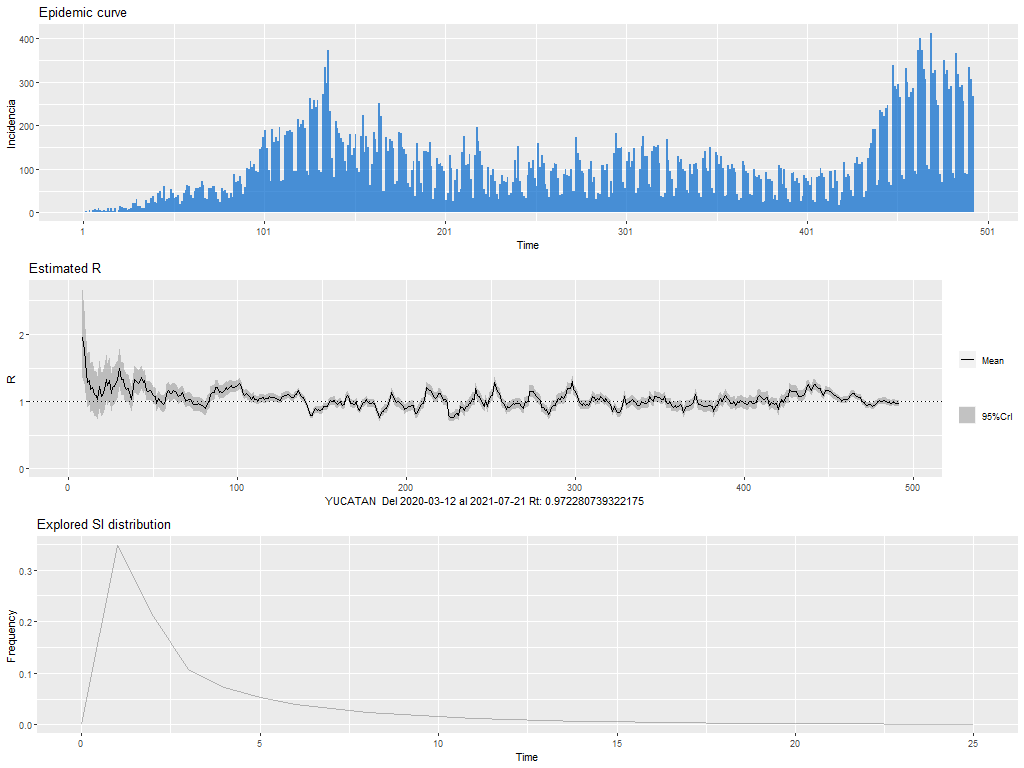 Epidemic curve
400
300
200
100
0
Incidencia
1
101
201
301
401
501
Time
Estimated R
2
1
0
R
Mean
95%CrI
0
100
200
300
400
500
YUCATAN Del 2020-03-12 al 2021-07-21 Rt: 0.972280739322175
Explored SI distribution
0.3
0.2
0.1
0.0
Frequency
0
5
10
15
20
25
Time